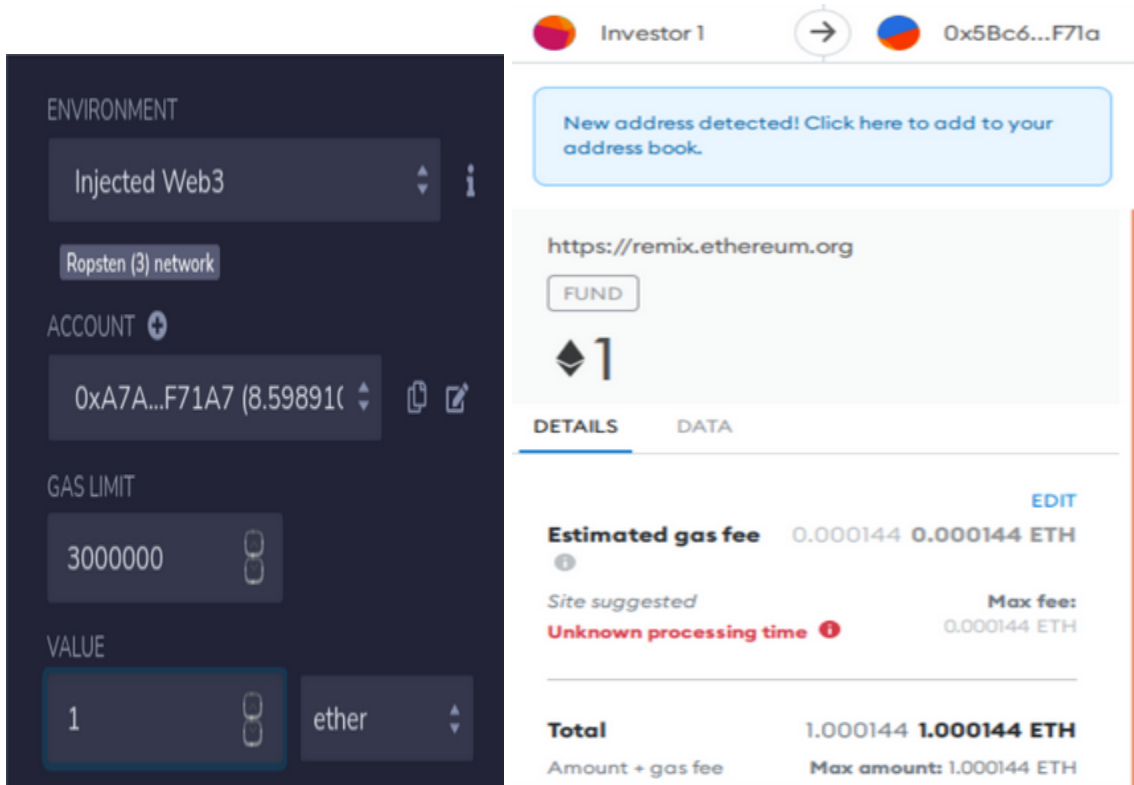 ENVIRONMENT
Injected Web3
Ropsten (3) network
ACCOUNT
0xA7A...F71A7 (8.598910
GAS LIMIT
3000000
VALUE
1
ether
Investor 1
0x5Bc6...F71a
New address detected! Click here to add to your
address book.
https://remix.ethereum.org
FUND
1
DETAILS DATA
EDIT
Estimated gas fee 0.000144 0.000144 ETH
Site suggested Max fee:
Unknown processing time 0.000144 ETH
Total 1.000144 1.000144 ETH
Amount + gas fee Max amount: 1.000144 ETH